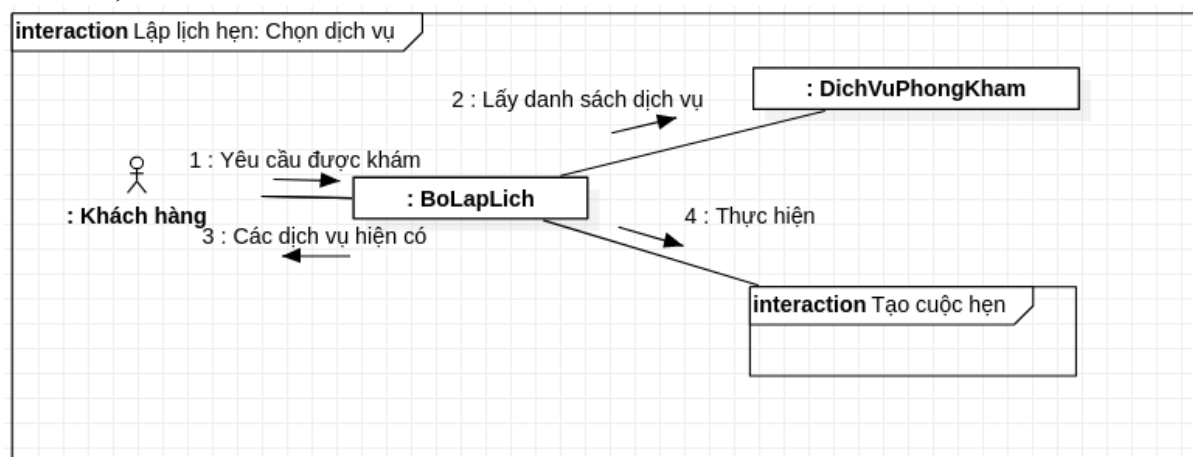 interaction Lập lịch hẹn: Chọn dịch vụ
: DichVuPhongKham
2 : Lấy danh sách dịch vụ
1 : Yêu cầu được khám
: BoLapLich
: Khách hàng
3 : Các dịch vụ hiện có
4 : Thực hiện
interaction Tạo cuộc hẹn